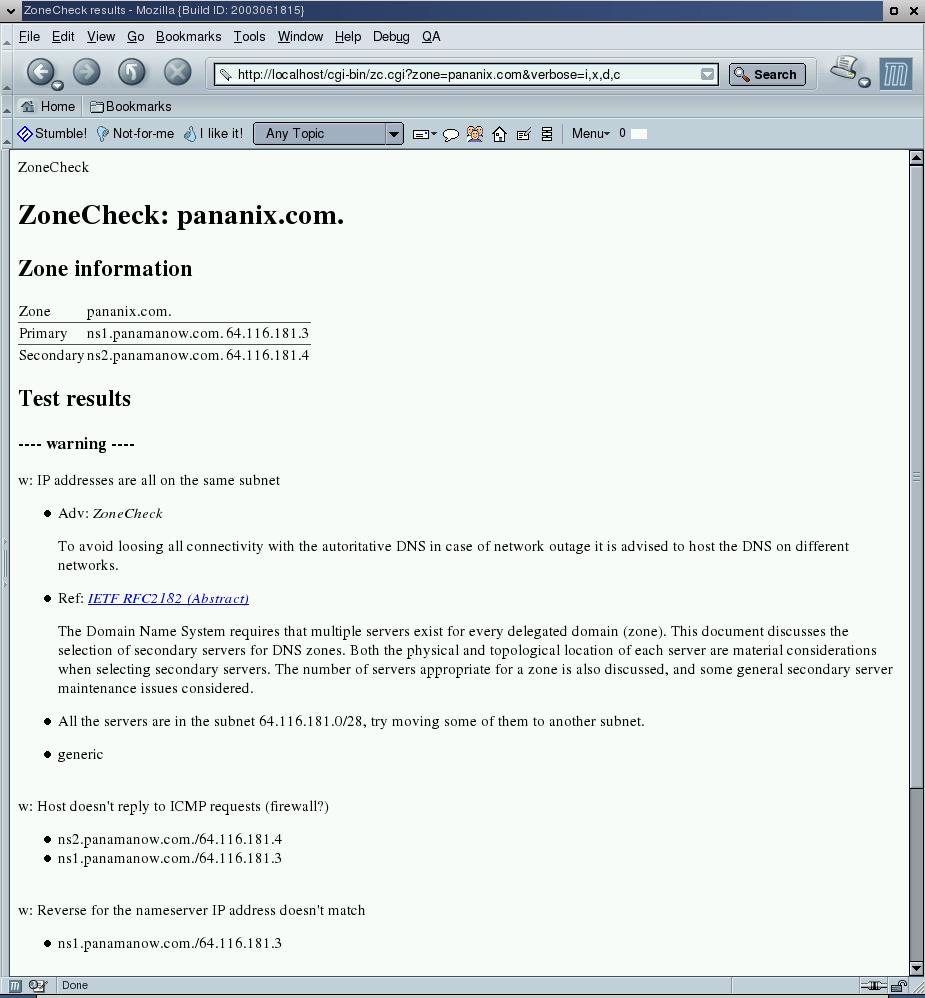 ZoneCheck results - Mozilla {Build ID: 2003061815}
File Edit View Go Bookmarks Tools Window Help Debug QA
http://localhost/cgi-bin/zc.cgi?zone=pananix.com&verbose=i,x,d,c Search
Home Bookmarks
Stumble! Not-for-me I like it! Any Topic Menu 0
ZoneCheck
ZoneCheck: pananix.com.
Zone information
Zone pananix.com.
Primary ns1.panamanow.com. 64.116.181.3
Secondary ns2.panamanow.com. 64.116.181.4
Test results
---- warning ----
w: IP addresses are all on the same subnet
Adv: ZoneCheck
To avoid loosing all connectivity with the autoritative DNS in case of network outage it is advised to host the DNS on different
networks.
Ref: IETF RFC2182 (Abstract)
The Domain Name System requires that multiple servers exist for every delegated domain (zone). This document discusses the
selection of secondary servers for DNS zones. Both the physical and topological location of each server are material considerations
when selecting secondary servers. The number of servers appropriate for a zone is also discussed, and some general secondary server
maintenance issues considered.
All the servers are in the subnet 64.116.181.0/28, try moving some of them to another subnet.
generic
w: Host doesn't reply to ICMP requests (firewall?)
ns2.panamanow.com./64.116.181.4
ns1.panamanow.com./64.116.181.3
w: Reverse for the nameserver IP address doesn't match
ns1.panamanow.com./64.116.181.3
Done